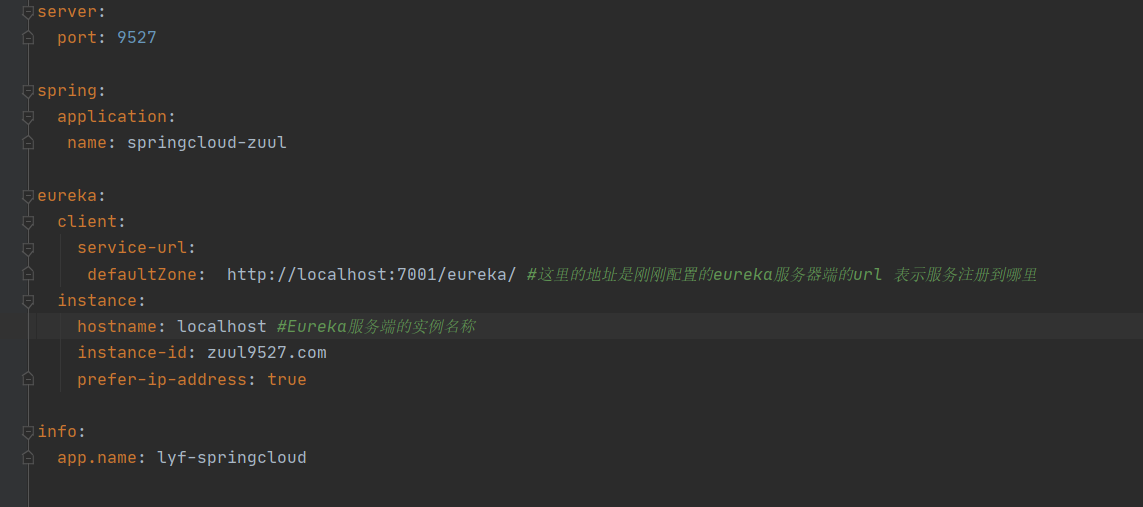 server:
  port: 9527
spring:
  application:
   name: springcloud-zuul
eureka:
  client:
    service-url:
     defaultZone:  http://localhost:7001/eureka/ #这里的地址是刚刚配置的eureka服务器端的url 表示服务注册到哪里
  instance:
    hostname: localhost #Eureka服务端的实例名称
    instance-id: zuul9527.com
    prefer-ip-address: true
info:
  app.name: lyf-springcloud